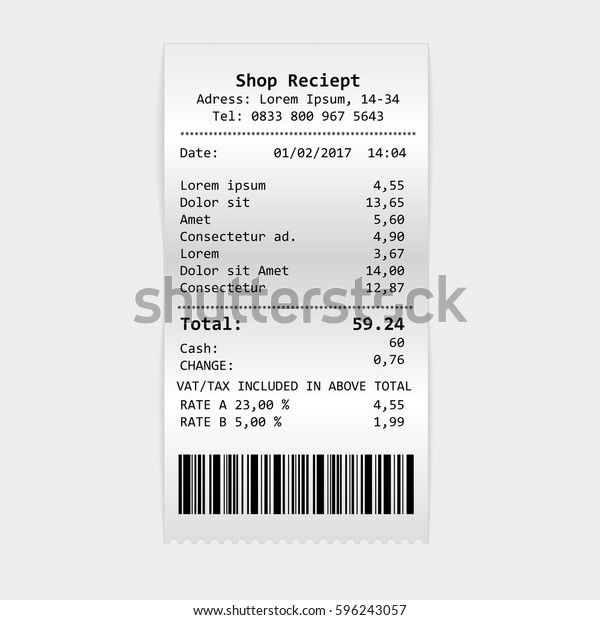 Shop Reciept
Adress: Lorem Ipsum, 14-34
Tel: 0833 800 967 5643
Date: 01/02/2017 14:04
Lorem ipsum 4,55
Dolor sit 13,65
Amet 5,60
Consectetur ad. 4,90
Lorem 3,67
Dolor sit Amet 14,00
Consectetur 12,87
shutterstock
Total: 59.24
Cash: 60
CHANGE: 0,76
VAT/TAX INCLUDED IN ABOVE TOTAL
RATE A 23,00 % 4,55
RATE B 5,00 % 1,99
www.shutterstock.com · 596243057